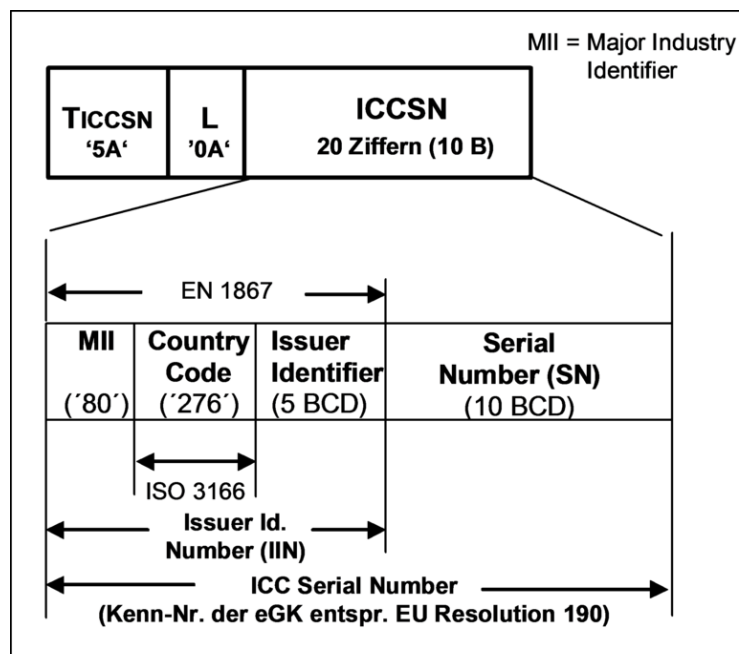 MII = Major Industry
Identifier
TICCSN
‘5A‘
L
’0A‘
ICCSN
20 Ziffern (10 B)
EN 1867
MII
(´80´)
Country
Code
(´276´)
Issuer
Identifier
(5 BCD)
Serial
Number (SN)
(10 BCD)
ISO 3166
Issuer Id.
Number (IIN)
ICC Serial Number
(Kenn-Nr. der eGK entspr. EU Resolution 190)